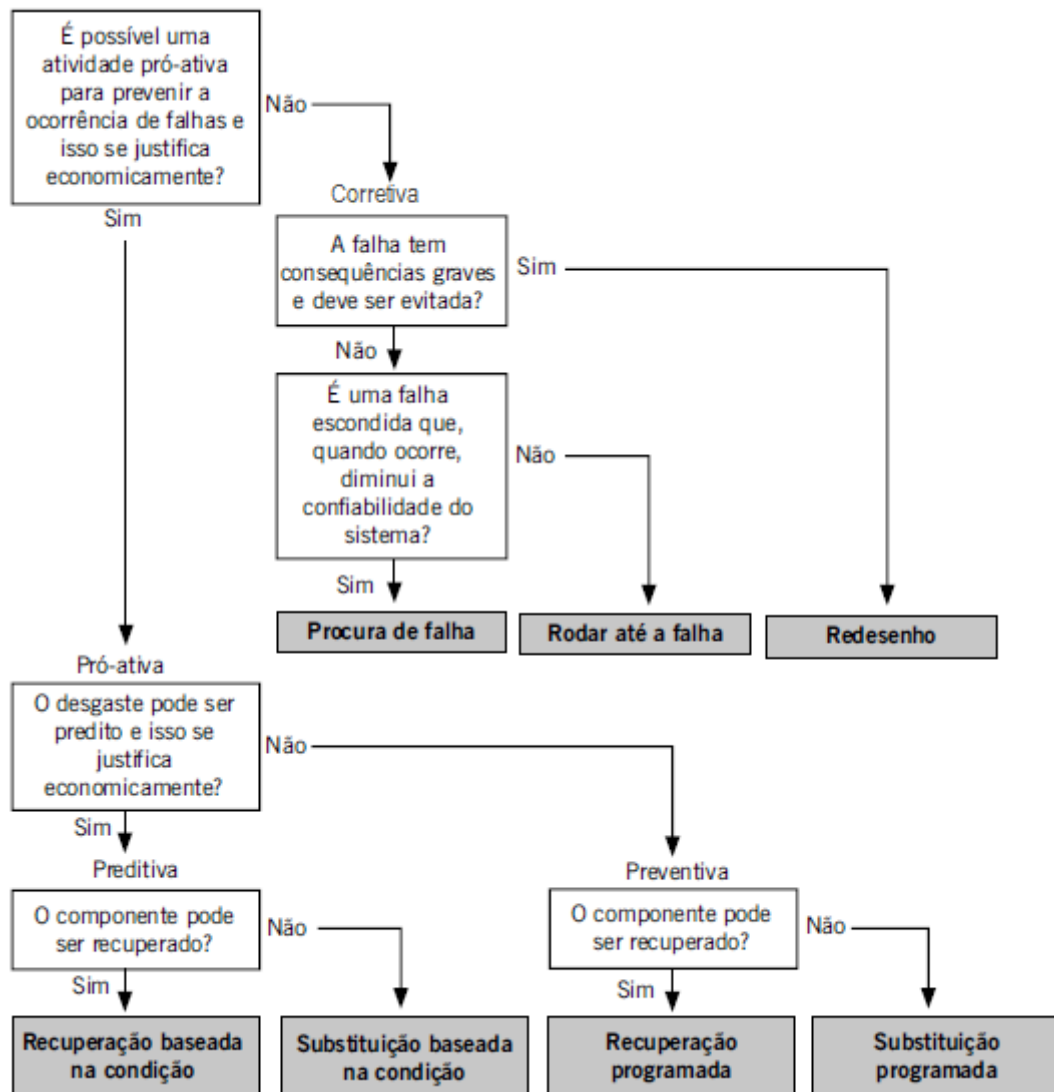 É possível uma
atividade pró-ativa
para prevenir a
ocorrência de falhas e
isso se justifica
economicamente?
Não
Sim
Corretiva
A falha tem
consequências graves
e deve ser evitada?
Sim
Não
É uma falha
escondida que,
quando ocorre,
diminui a
confiabilidade do
sistema?
Não
Sim
Procura de falha
Rodar até a falha
Redesenho
Pró-ativa
O desgaste pode ser
predito e isso se
justifica
economicamente?
Não
Sim
Preditiva
O componente pode
ser recuperado?
Não
Sim
Preventiva
O componente pode
ser recuperado?
Não
Sim
Recuperação baseada
na condição
Substituição baseada
na condição
Recuperação
programada
Substituição
programada